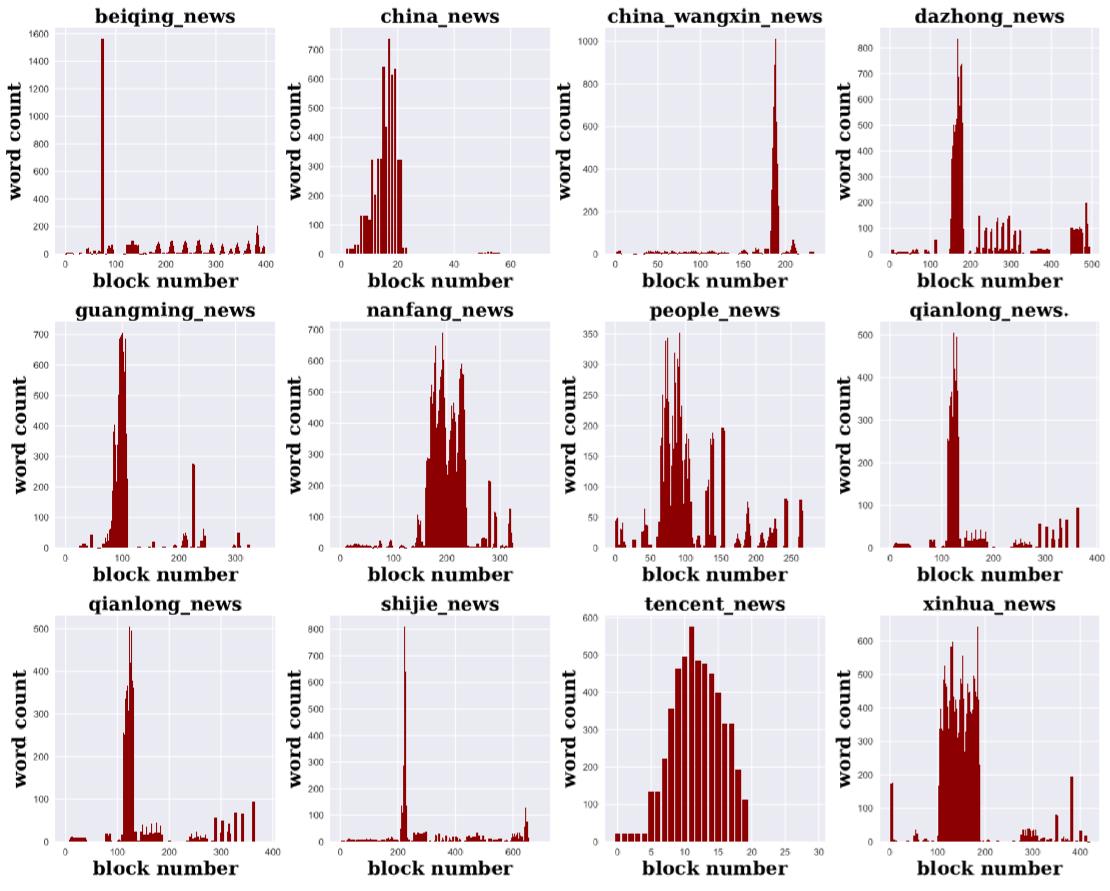 beiqing_news
word count
1600
1400
1200
1000
800
600
400
200
0
0 100 200 300 400
block number
china_news
word count
700
600
500
400
300
200
100
0
0 20 40 60
block number
china_wangxin_news
word count
1000
800
600
400
200
0
0 50 100 150 200
block number
dazhong_news
word count
800
700
600
500
400
300
200
100
0
0 100 200 300 400 500
block number
guangming_news
word count
700
600
500
400
300
200
100
0
0 100 200 300
block number
nanfang_news
word count
700
600
500
400
300
200
100
0
0 100 200 300
block number
people_news
word count
350
300
250
200
150
100
50
0
0 50 100 150 200 250
block number
qianlong_news.
word count
500
400
300
200
100
0
0 100 200 300 400
block number
qianlong_news
word count
500
400
300
200
100
0
0 100 200 300 400
block number
shijie_news
word count
800
700
600
500
400
300
200
100
0
0 200 400 600
block number
tencent_news
word count
600
500
400
300
200
100
0
0 5 10 15 20 25 30
block number
xinhua_news
word count
600
500
400
300
200
100
0
0 100 200 300 400
block number